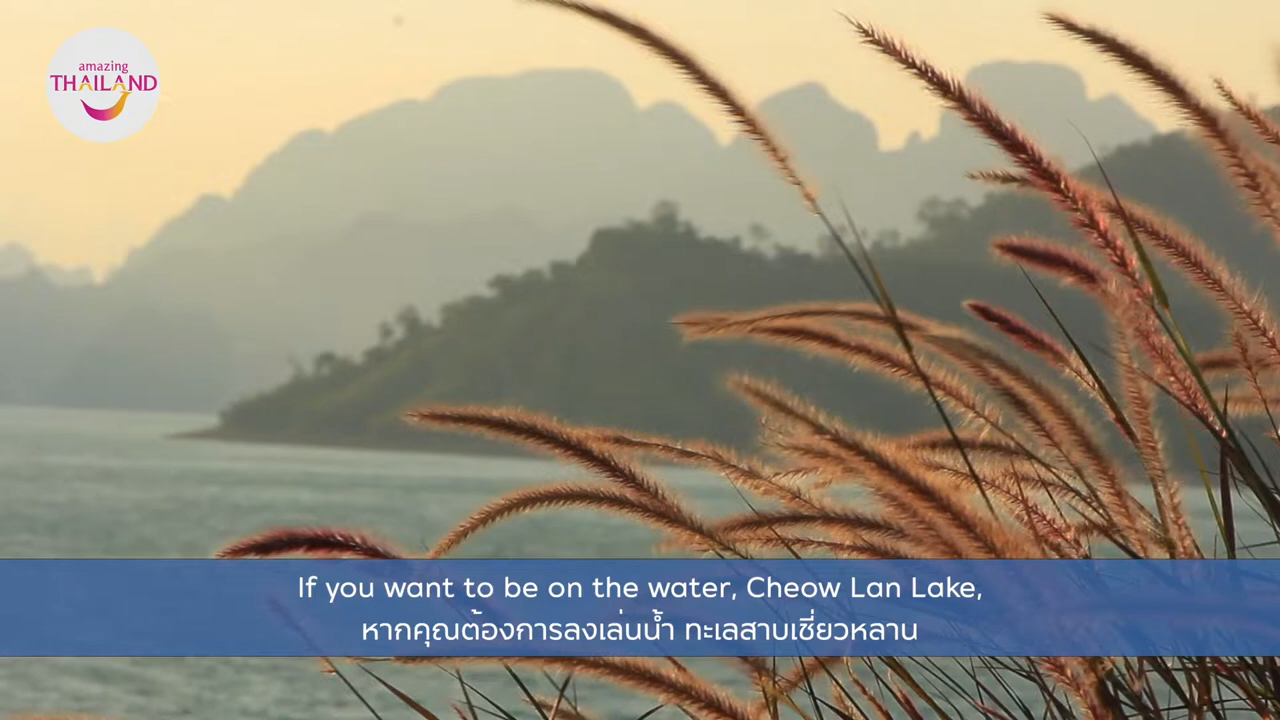 amazing
THAILAND
If you want to be on the water, Cheow Lan Lake,
หากคุณต้องการลงเล่นน้ำ ทะเลสาบเชี่ยวหลาน